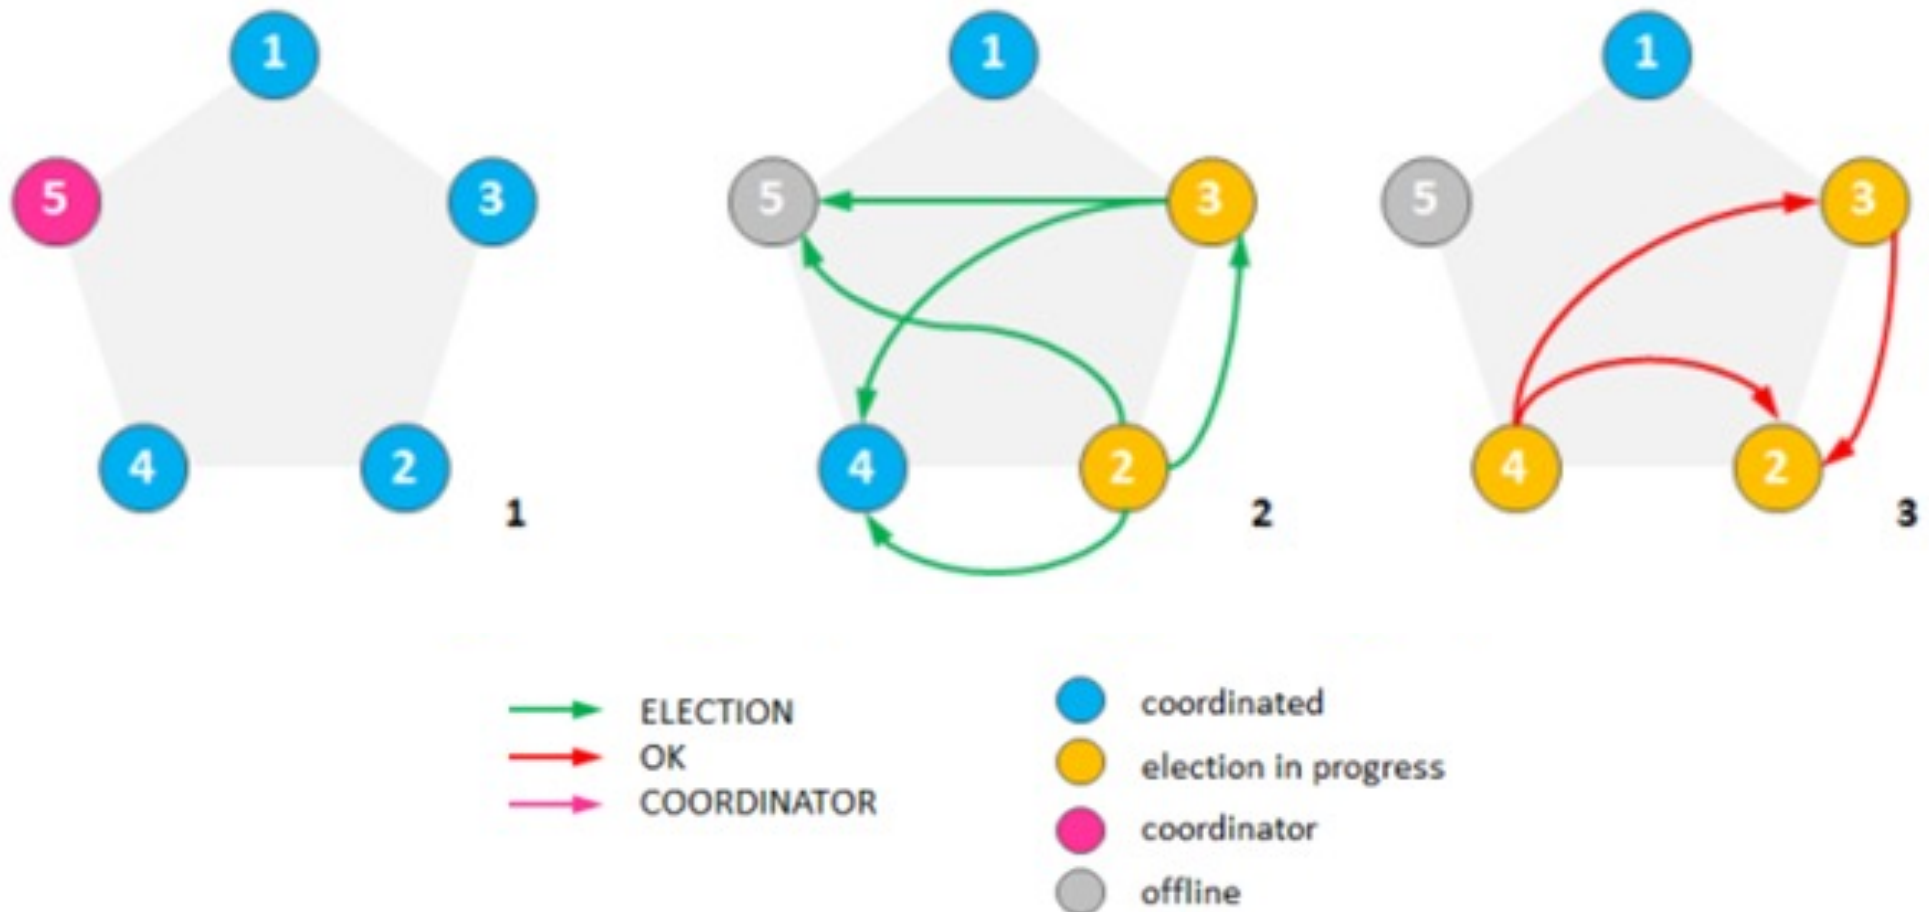 1
5
3
4
2
1
1
5
3
4
2
2
1
5
3
4
2
3
ELECTION
OK
COORDINATOR
coordinated
election in progress
coordinator
offline